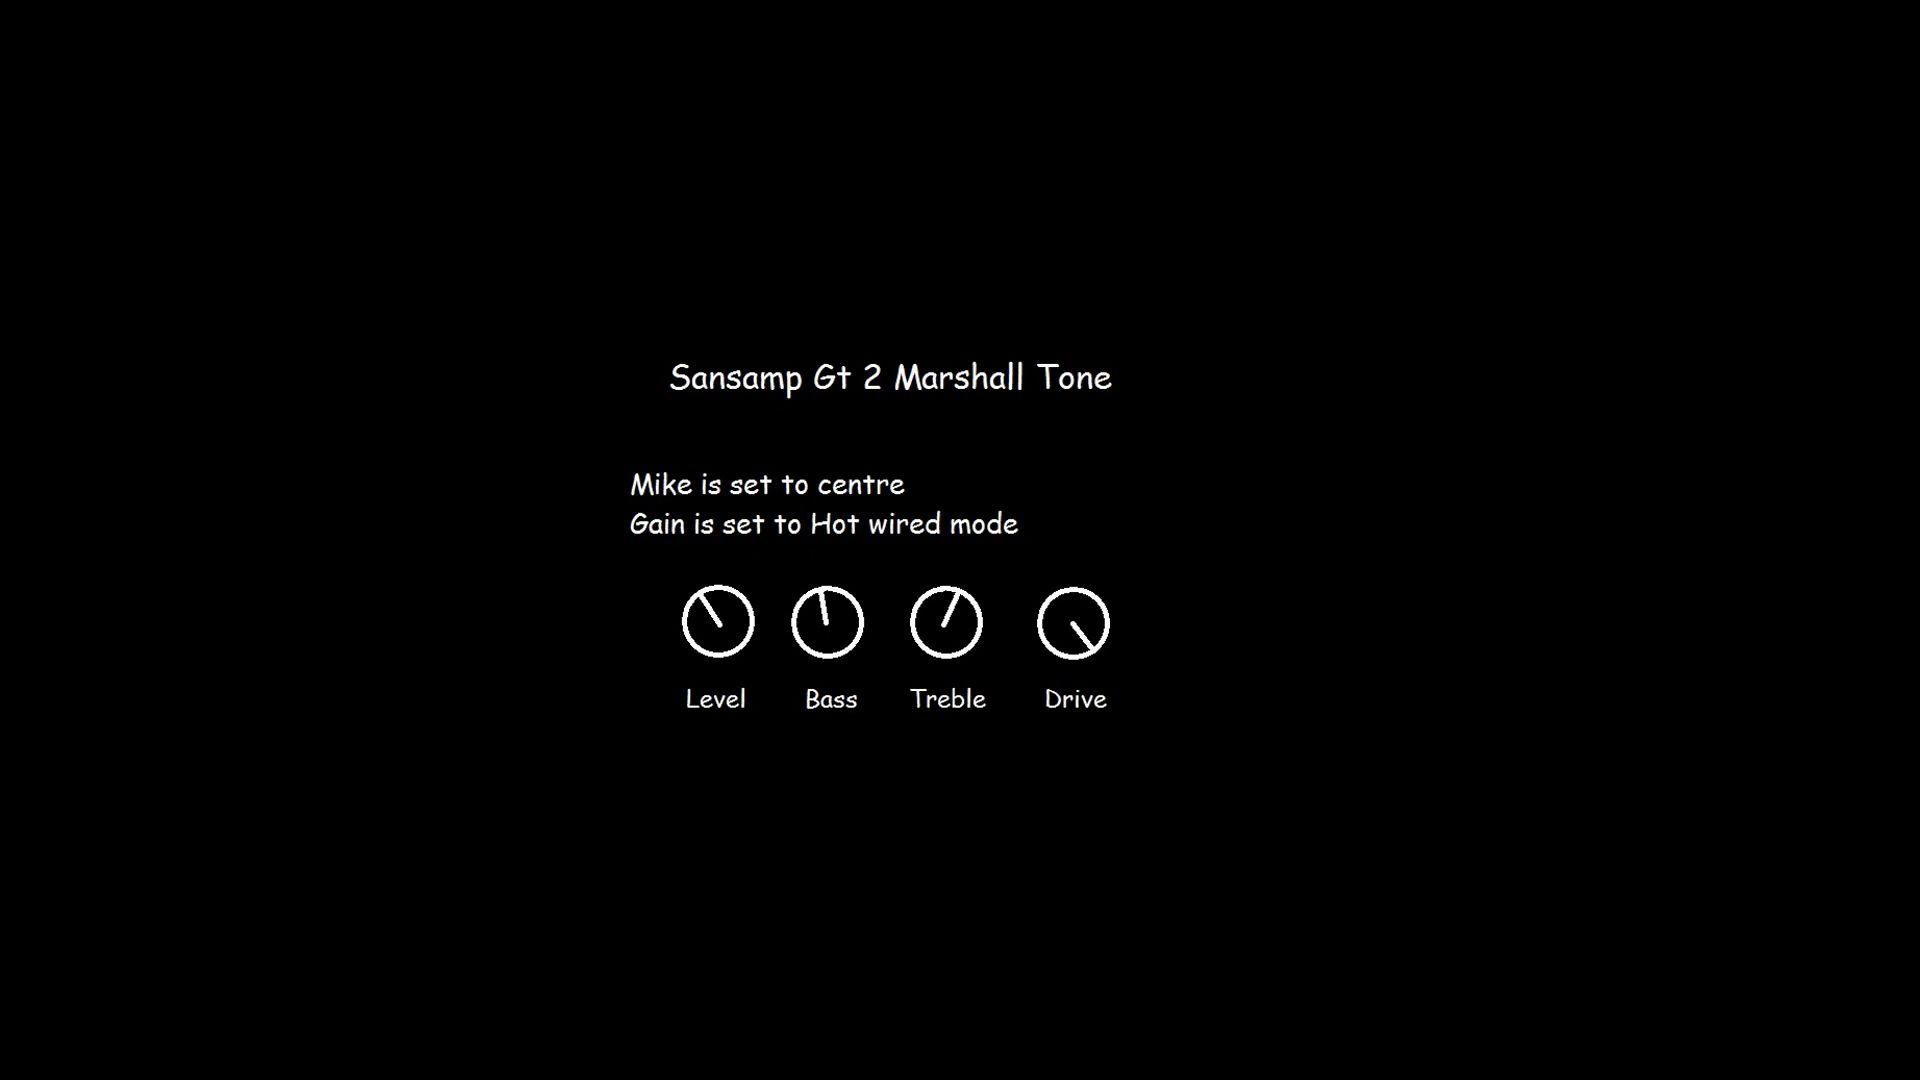 Sansamp Gt 2 Marshall Tone
Mike is set to centre
Gain is set to Hot wired mode
Level Bass Treble Drive